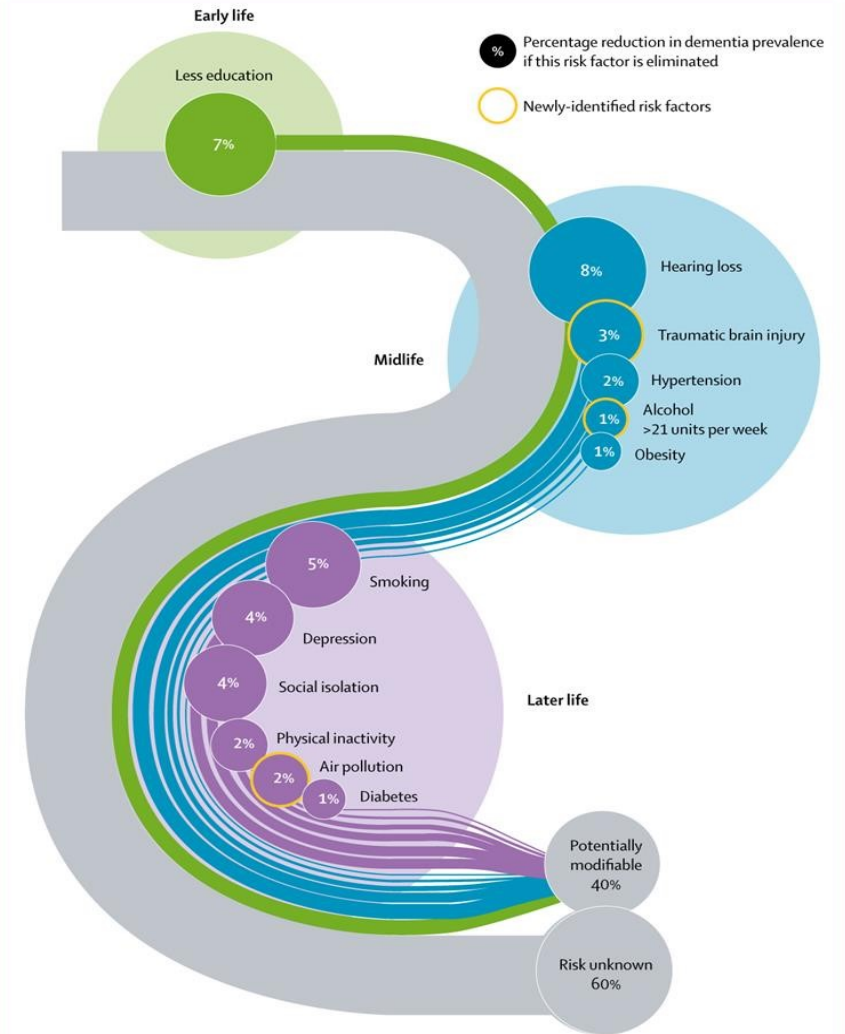 Early life
Less education
7%
%
Percentage reduction in dementia prevalence
if this risk factor is eliminated
Newly-identified risk factors
8%
Hearing loss
Midlife
3%
Traumatic brain injury
2%
Hypertension
1%
Alcohol
>21 units per week
1%
Obesity
5%
Smoking
4%
Depression
4%
Social isolation
Later life
2%
Physical inactivity
2%
Air pollution
1%
Diabetes
Potentially
modifiable
40%
Risk unknown
60%